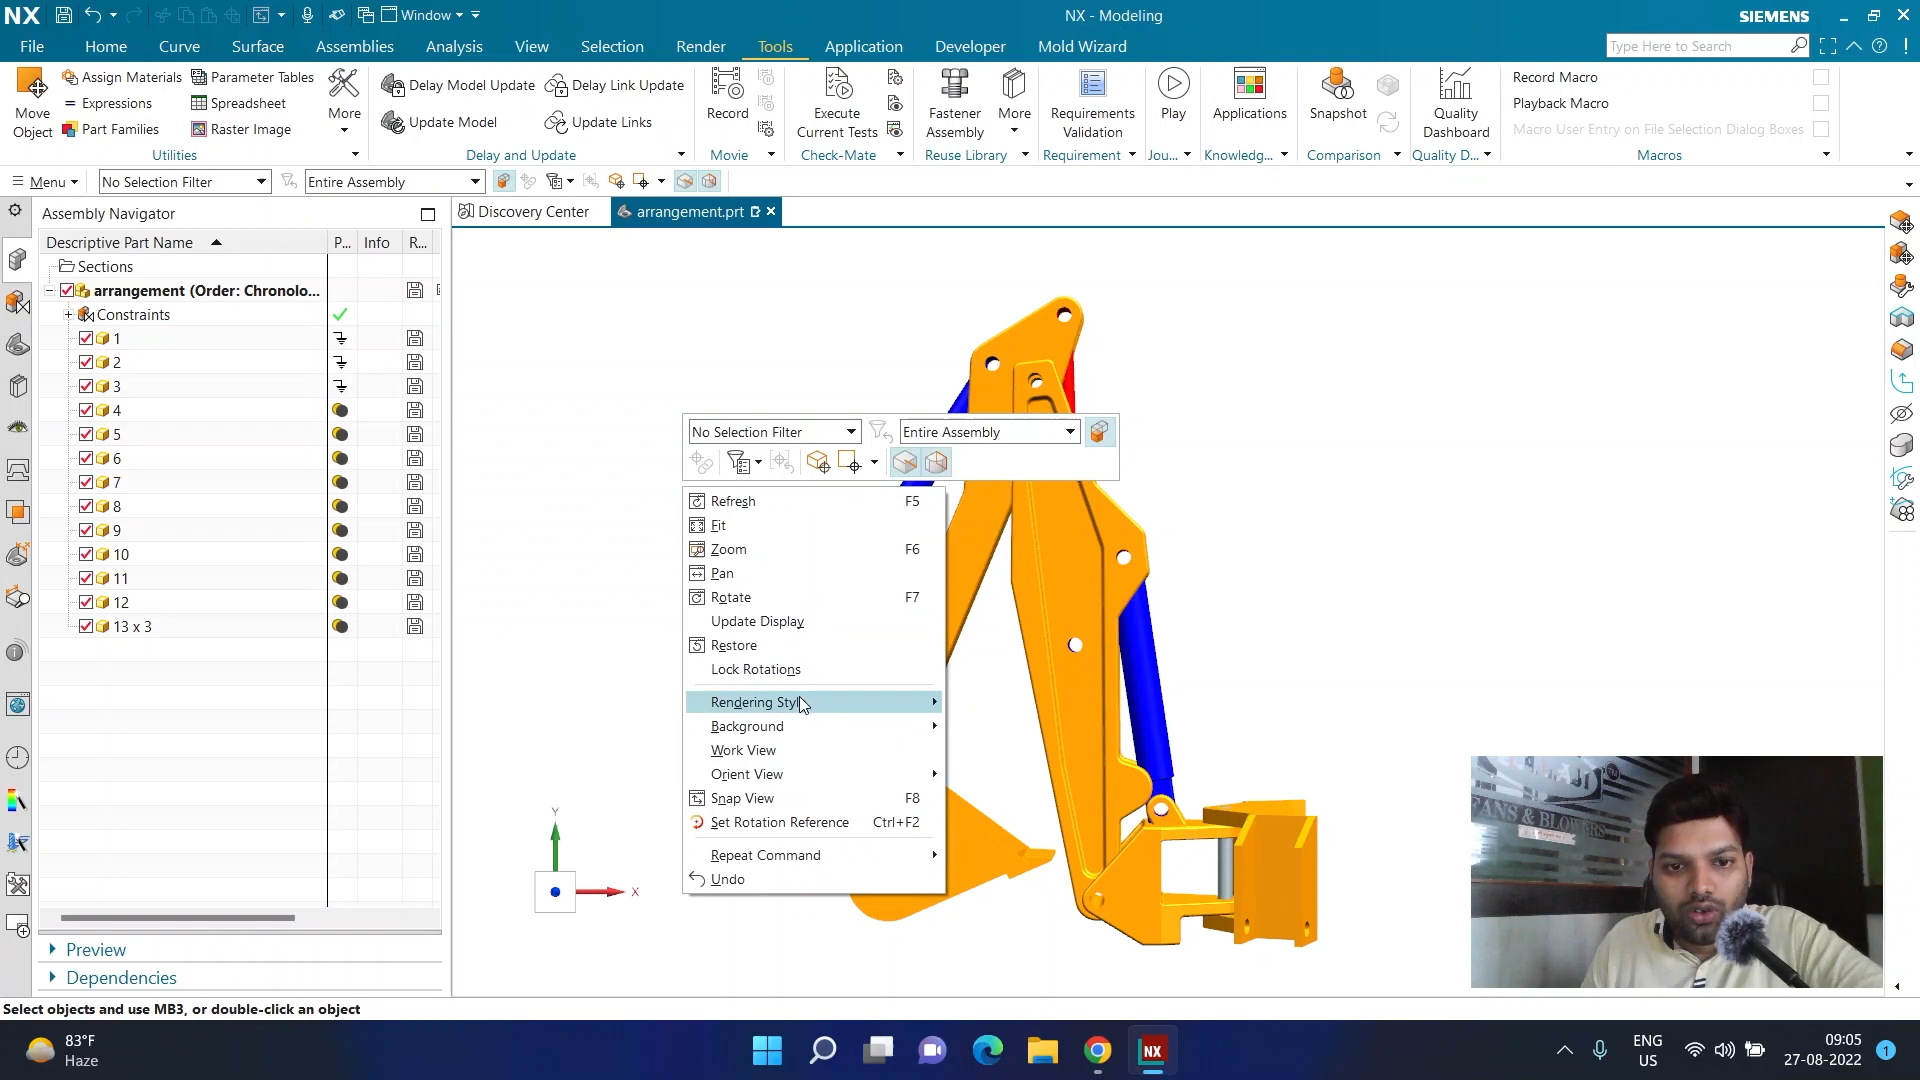 NX
Window
NX - Modeling
SIEMENS
File Home Curve Surface Assemblies Analysis View Selection Render Tools Application Developer Mold Wizard
Type Here to Search
Move Object
Assign Materials
Expressions
Part Families
Parameter Tables
Spreadsheet
Raster Image
More
Delay Model Update
Update Model
Delay Link Update
Update Links
Record
Execute Current Tests
Fastener Assembly
More
Requirements Validation
Play
Applications
Snapshot
Quality Dashboard
Record Macro
Playback Macro
Macro User Entry on File Selection Dialog Boxes
Utilities Delay and Update Movie Check-Mate Reuse Library Requirement Jou... Knowledg... Comparison Quality D... Macros
Menu No Selection Filter Entire Assembly
Assembly Navigator
Discovery Center arrangement.prt
Descriptive Part Name P... Info R...
Sections
arrangement (Order: Chronolo...
Constraints
1
2
3
4
5
6
7
8
9
10
11
12
13 x 3
Preview
Dependencies
No Selection Filter Entire Assembly
Refresh F5
Fit
Zoom F6
Pan
Rotate F7
Update Display
Restore
Lock Rotations
Rendering Styl
Background
Work View
Orient View
Snap View F8
Set Rotation Reference Ctrl+F2
Repeat Command
Undo
Y
X
ANS & BLOWERS
Select objects and use MB3, or double-click an object
83°F
Haze
NX
ENG
US
09:05
27-08-2022
1